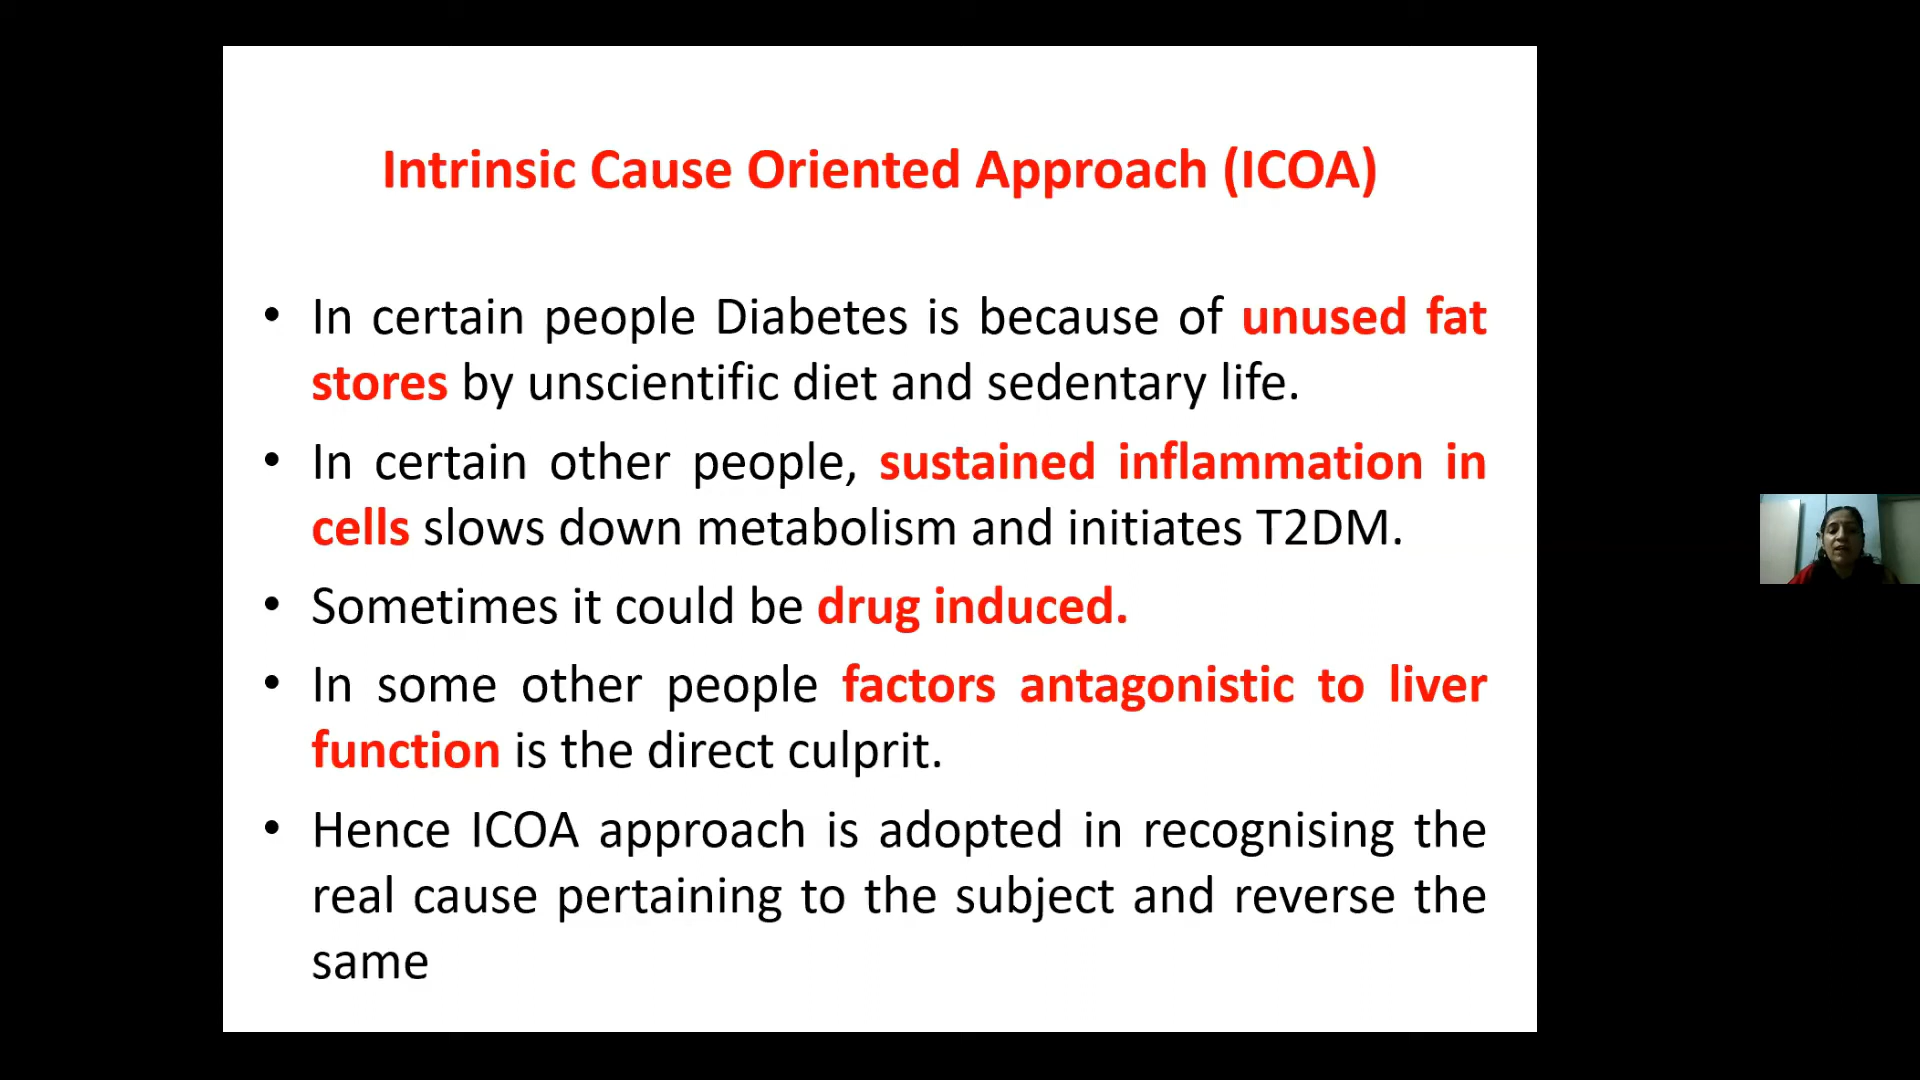 Intrinsic Cause Oriented Approach (ICOA)
• In certain people Diabetes is because of unused fat
stores by unscientific diet and sedentary life.
• In certain other people, sustained inflammation in
cells slows down metabolism and initiates T2DM.
• Sometimes it could be drug induced.
• In some other people factors antagonistic to liver
function is the direct culprit.
• Hence ICOA approach is adopted in recognising the
real cause pertaining to the subject and reverse the
same